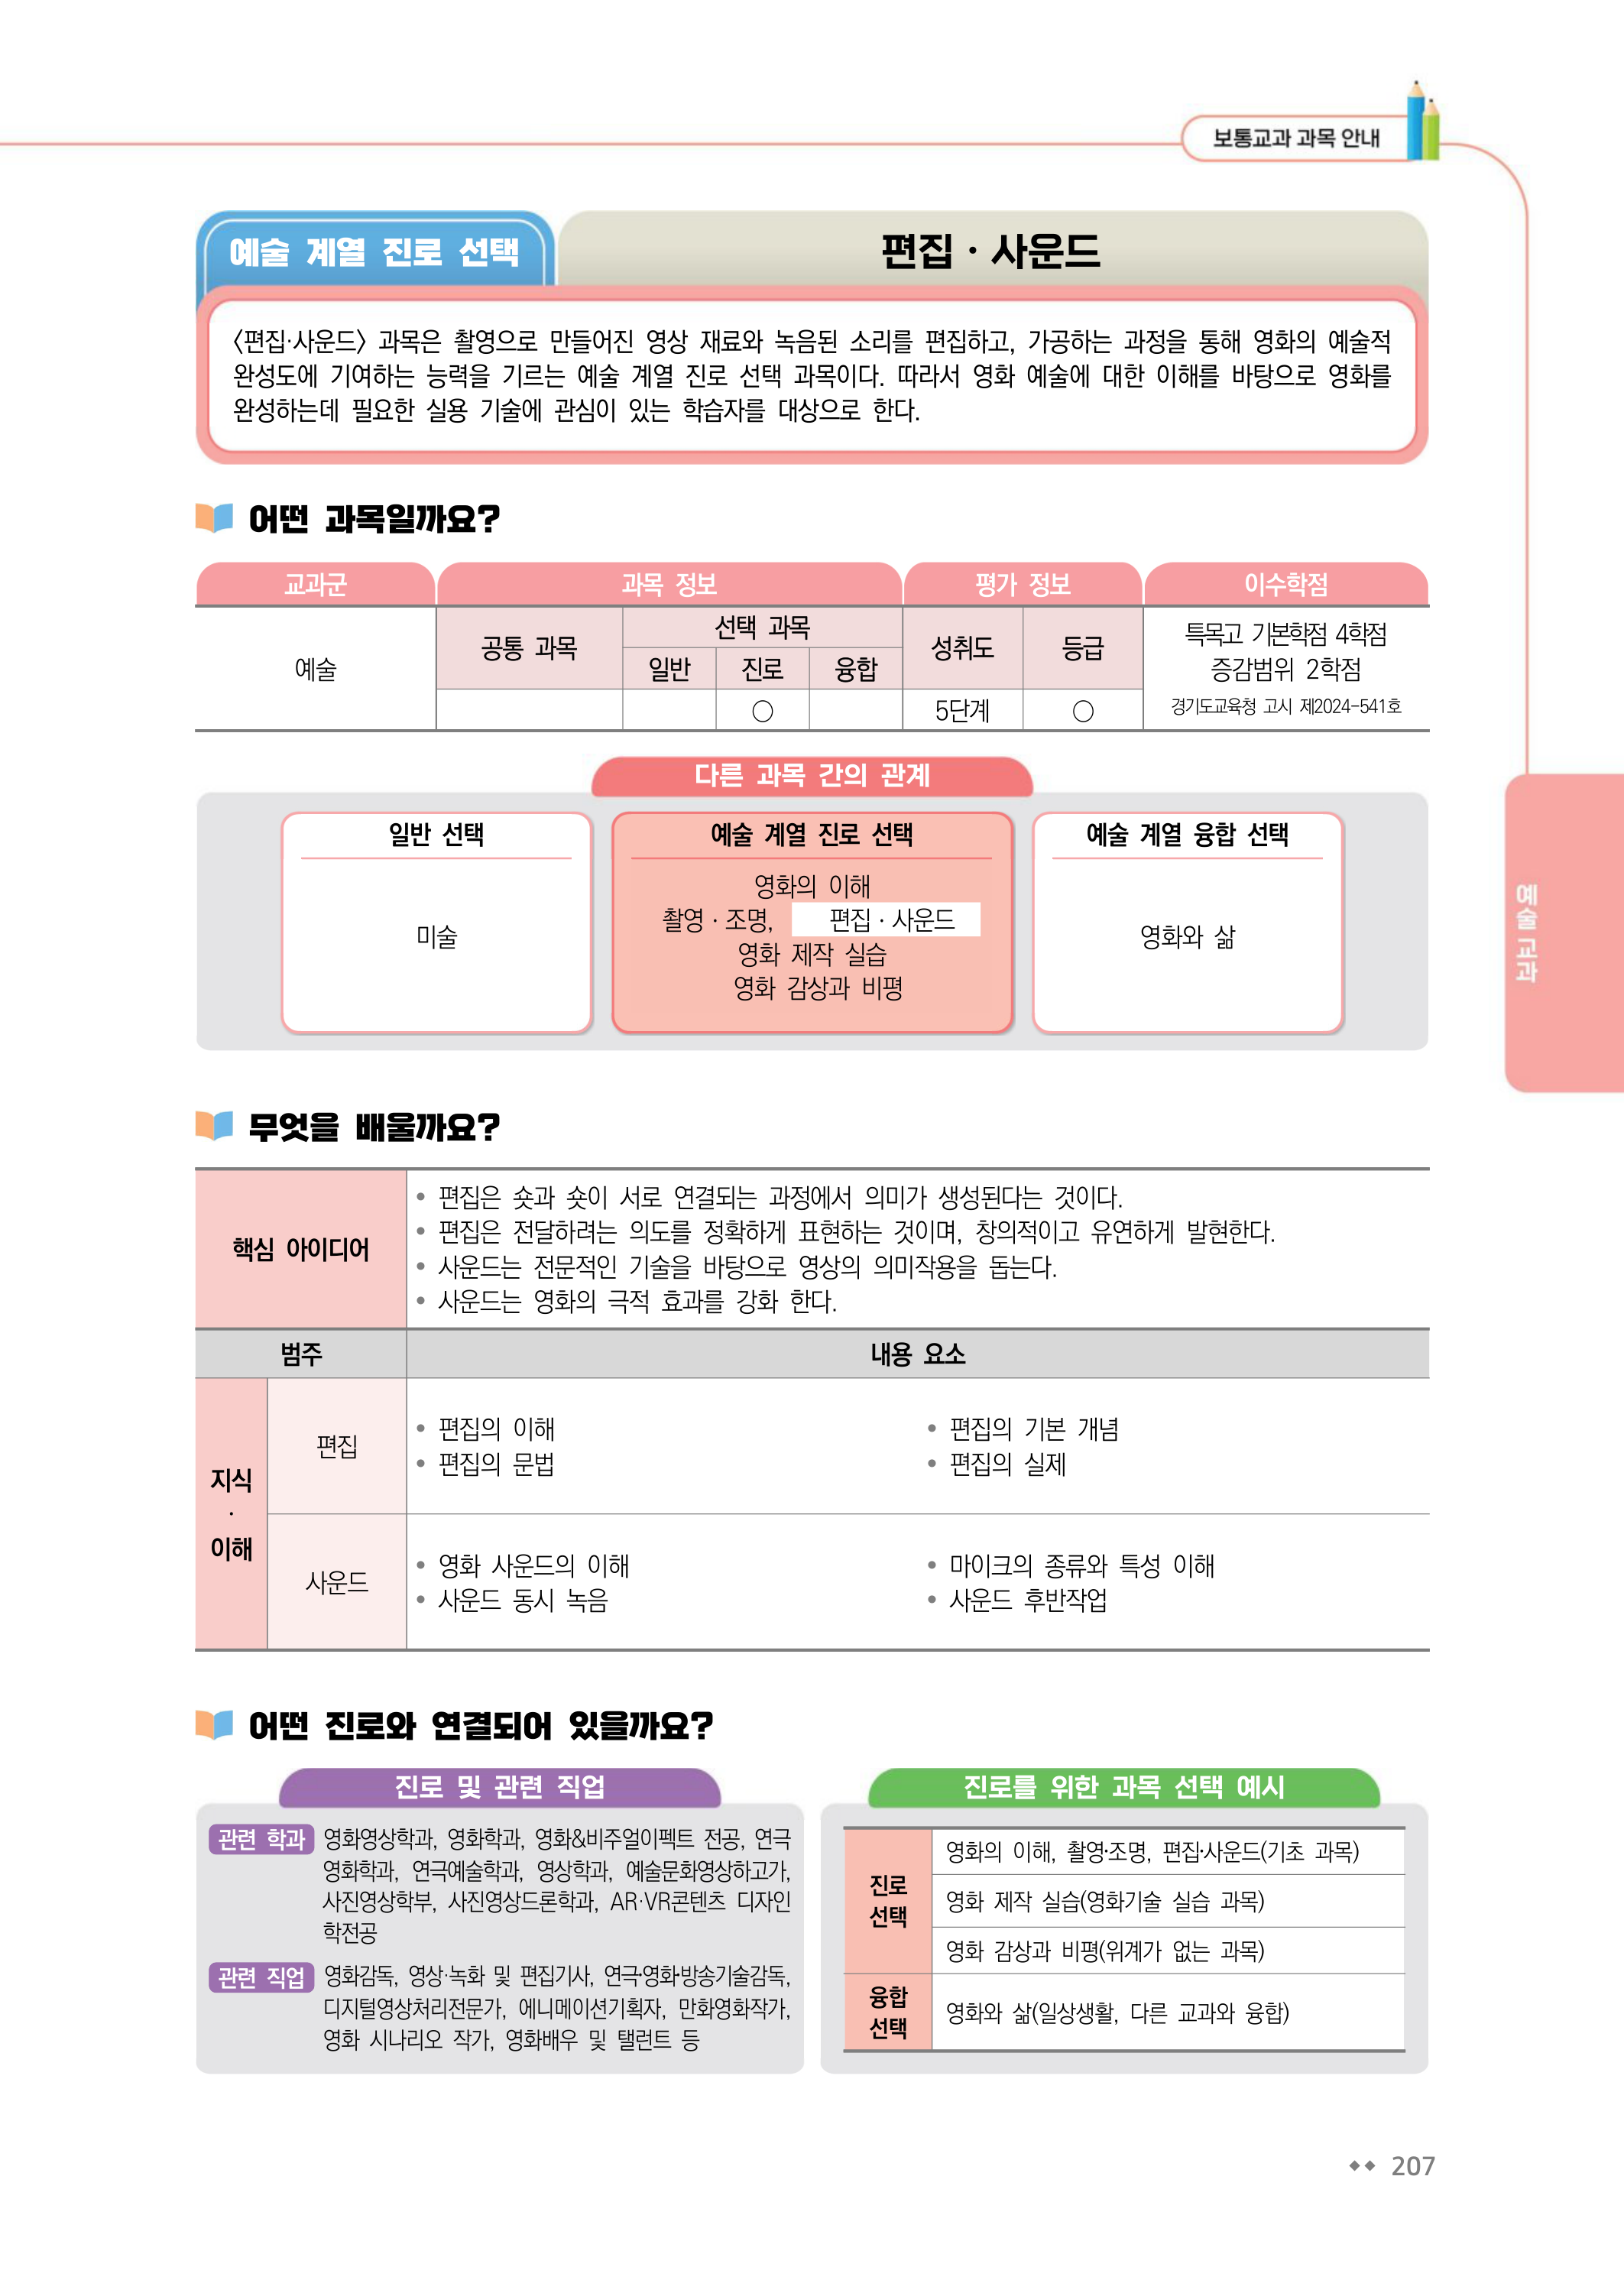 보통교과 과목 안내
예술 계열 진로 선택
편집 · 사운드
〈편집·사운드〉 과목은 촬영으로 만들어진 영상 재료와 녹음된 소리를 편집하고, 가공하는 과정을 통해 영화의 예술적
완성도에 기여하는 능력을 기르는 예술 계열 진로 선택 과목이다. 따라서 영화 예술에 대한 이해를 바탕으로 영화를
완성하는데 필요한 실용 기술에 관심이 있는 학습자를 대상으로 한다.
어떤 과목일까요?
교과군 과목 정보 평가 정보 이수학점
예술
공통 과목
선택 과목
일반 진로 융합
성취도 등급
○ 5단계 ○
특목고 기본학점 4학점
증감범위 2학점
경기도교육청 고시 제2024-541호
다른 과목 간의 관계
일반 선택
미술
예술 계열 진로 선택
영화의 이해
촬영 · 조명, 편집 · 사운드
영화 제작 실습
영화 감상과 비평
예술 계열 융합 선택
영화와 삶
예술 교과
무엇을 배울까요?
핵심 아이디어
• 편집은 숏과 숏이 서로 연결되는 과정에서 의미가 생성된다는 것이다.
• 편집은 전달하려는 의도를 정확하게 표현하는 것이며, 창의적이고 유연하게 발현한다.
• 사운드는 전문적인 기술을 바탕으로 영상의 의미작용을 돕는다.
• 사운드는 영화의 극적 효과를 강화 한다.
범주 내용 요소
지식
·
이해
편집
• 편집의 이해 • 편집의 기본 개념
• 편집의 문법 • 편집의 실제
사운드
• 영화 사운드의 이해 • 마이크의 종류와 특성 이해
• 사운드 동시 녹음 • 사운드 후반작업
어떤 진로와 연결되어 있을까요?
진로 및 관련 직업
관련 학과 영화영상학과, 영화학과, 영화&비주얼이펙트 전공, 연극
영화학과, 연극예술학과, 영상학과, 예술문화영상하고가,
사진영상학부, 사진영상드론학과, AR·VR콘텐츠 디자인
학전공
관련 직업 영화감독, 영상·녹화 및 편집기사, 연극·영화·방송기술감독,
디지털영상처리전문가, 에니메이션기획자, 만화영화작가,
영화 시나리오 작가, 영화배우 및 탤런트 등
진로를 위한 과목 선택 예시
진로
선택
영화의 이해, 촬영·조명, 편집·사운드(기초 과목)
영화 제작 실습(영화기술 실습 과목)
영화 감상과 비평(위계가 없는 과목)
융합
선택
영화와 삶(일상생활, 다른 교과와 융합)
207